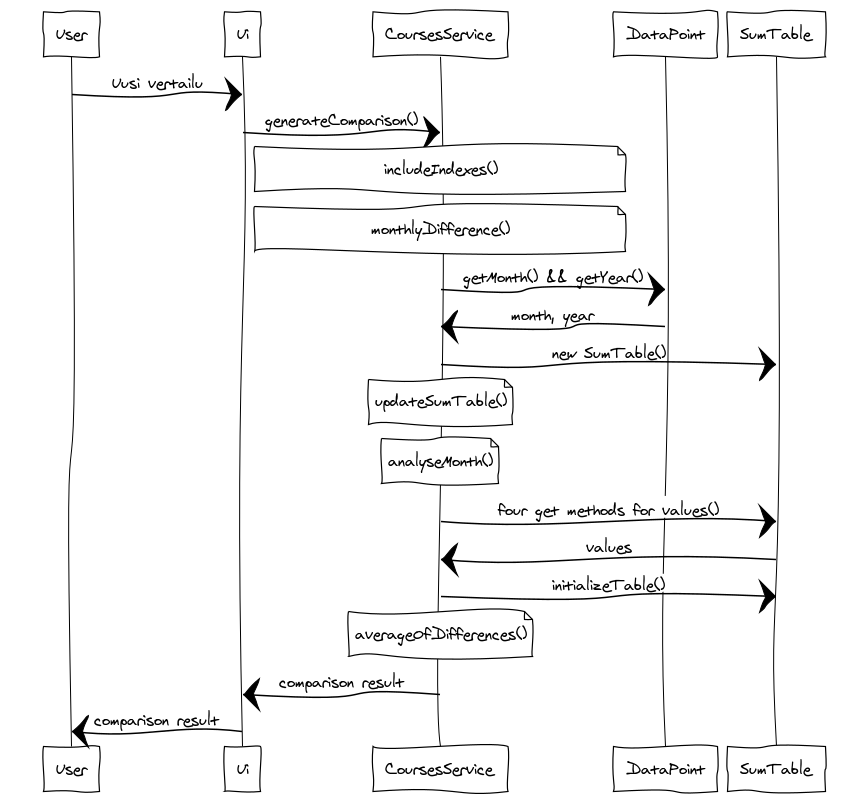 User
Ui
CoursesService
DataPoint
SumTable
Uusi vertailu
generateComparison()
includeIndexes()
monthlyDifference()
getMonth() && getYear()
month, year
new SumTable()
updateSumTable()
analyseMonth()
four get methods for values()
values
initializeTable()
averageOfDifferences()
comparison result
comparison result
User
Ui
CoursesService
DataPoint
SumTable